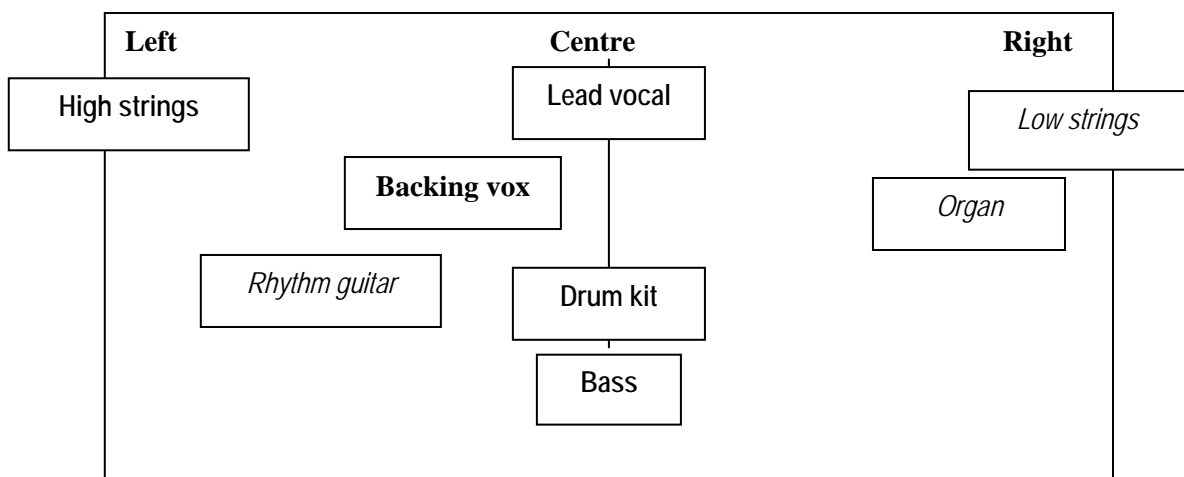 Left
Centre
Right
High strings
Lead vocal
Low strings
Backing vox
Organ
Rhythm guitar
Drum kit
Bass